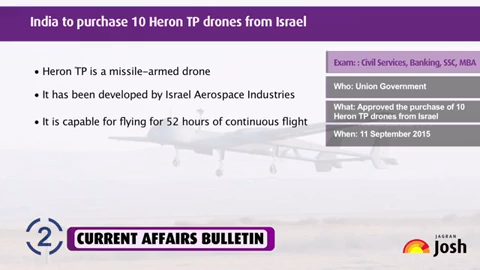 India to purchase 10 Heron TP drones from Israel
• Heron TP is a missile-armed drone
• It has been developed by Israel Aerospace Industries
• It is capable for flying for 52 hours of continuous flight
Exam: : Civil Services, Banking, SSC, MBA
Who: Union Government
What: Approved the purchase of 10
Heron TP drones from Israel
When: 11 September 2015
2
CURRENT AFFAIRS BULLETIN
JAGRAN
Josh